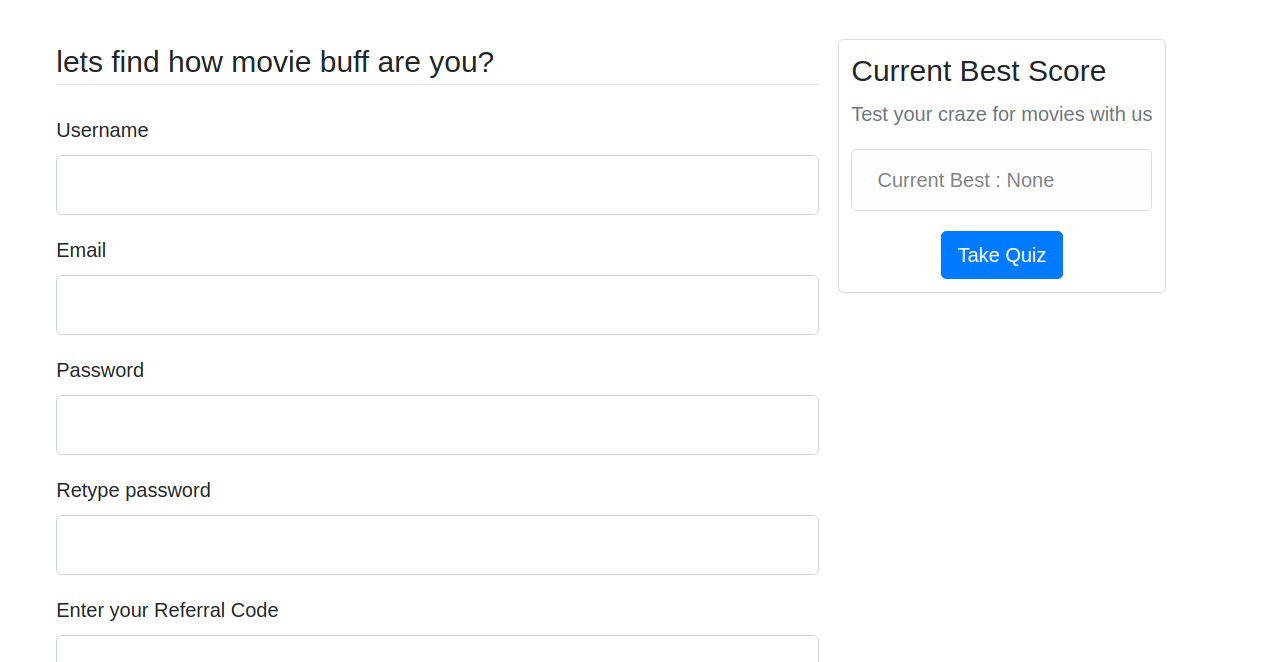 lets find how movie buff are you?
Username
Email
Password
Retype password
Enter your Referral Code
Current Best Score
Test your craze for movies with us
Current Best : None
Take Quiz